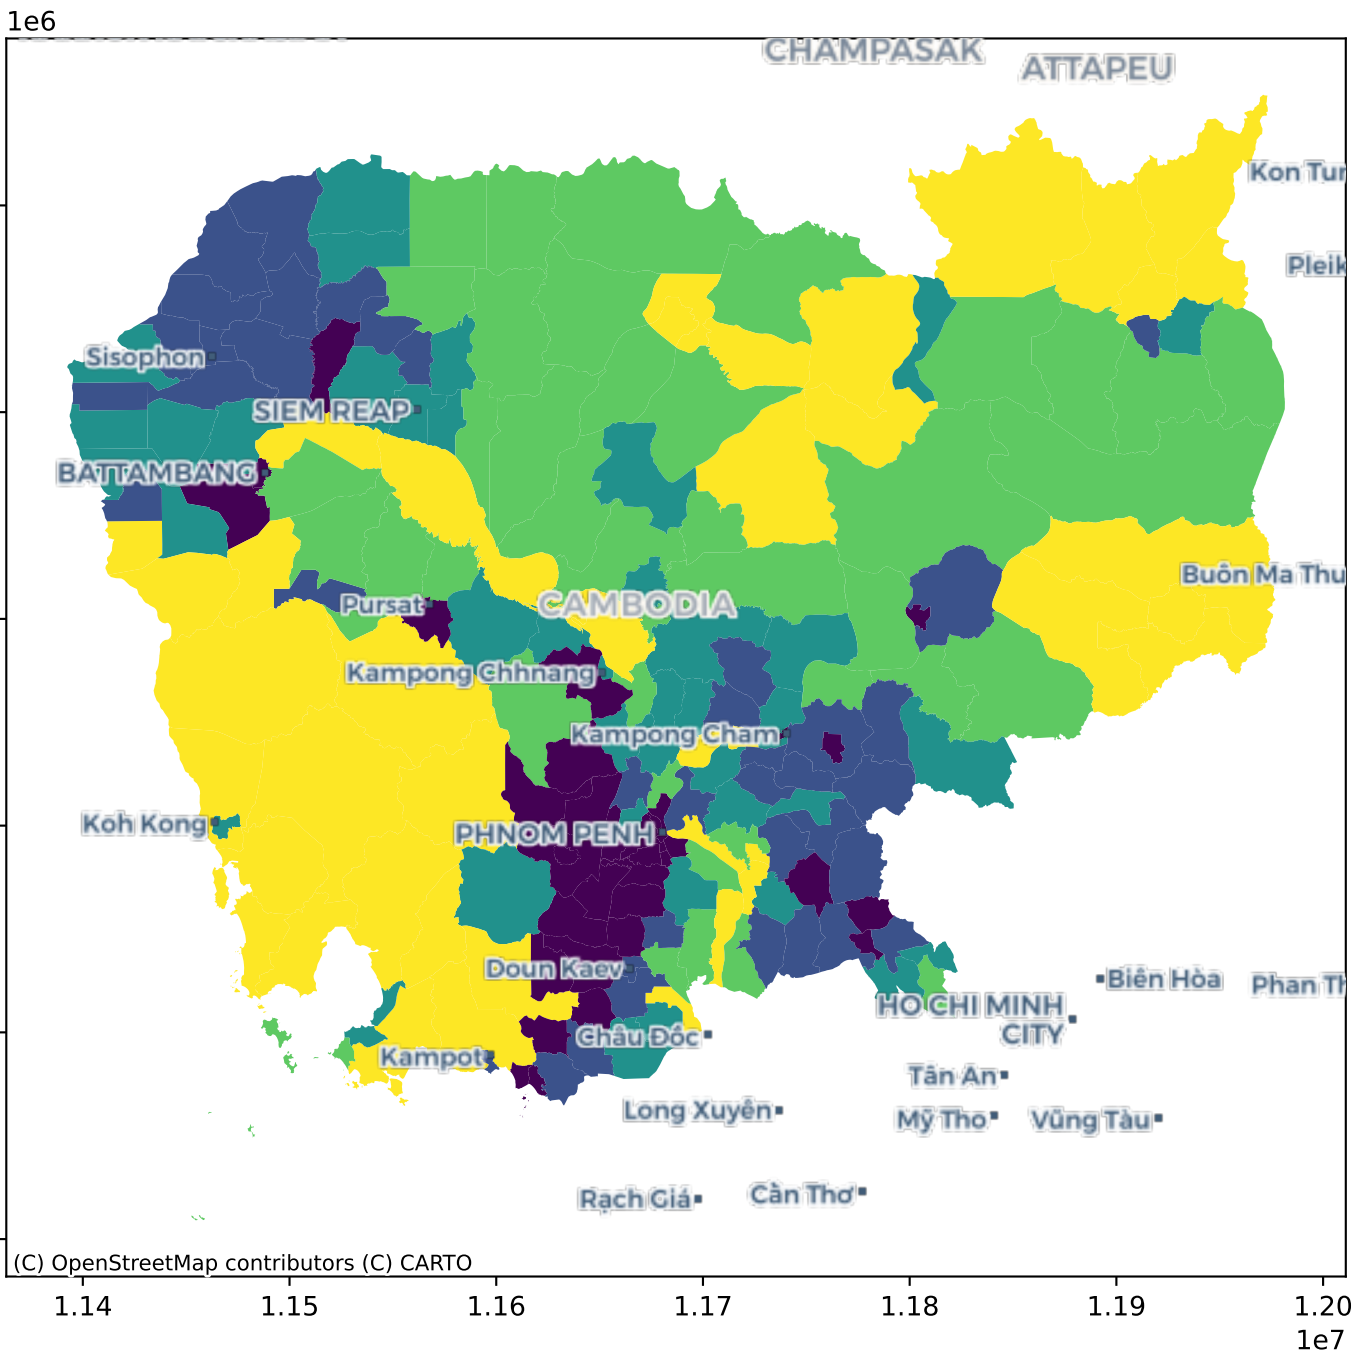 1e6
CHAMPASAK
ATTAPEU
Kon Tur
Pleik
Sisophon
SIEM REAP
BATTAMBANG
Buôn Ma Thu
Pursat
CAMBODIA
Kampong Chhnang
Kampong Cham
Koh Kong
PHNOM PENH
Doun Kaev
Biên Hòa
Phan Th
HO CHI MINH
CITY
Châu Đốc
Kampot
Tân An
Long Xuyên
Mỹ Tho
Vũng Tàu
Rạch Giá
Cần Thơ
(C) OpenStreetMap contributors (C) CARTO
1.14 1.15 1.16 1.17 1.18 1.19 1.20
1e7